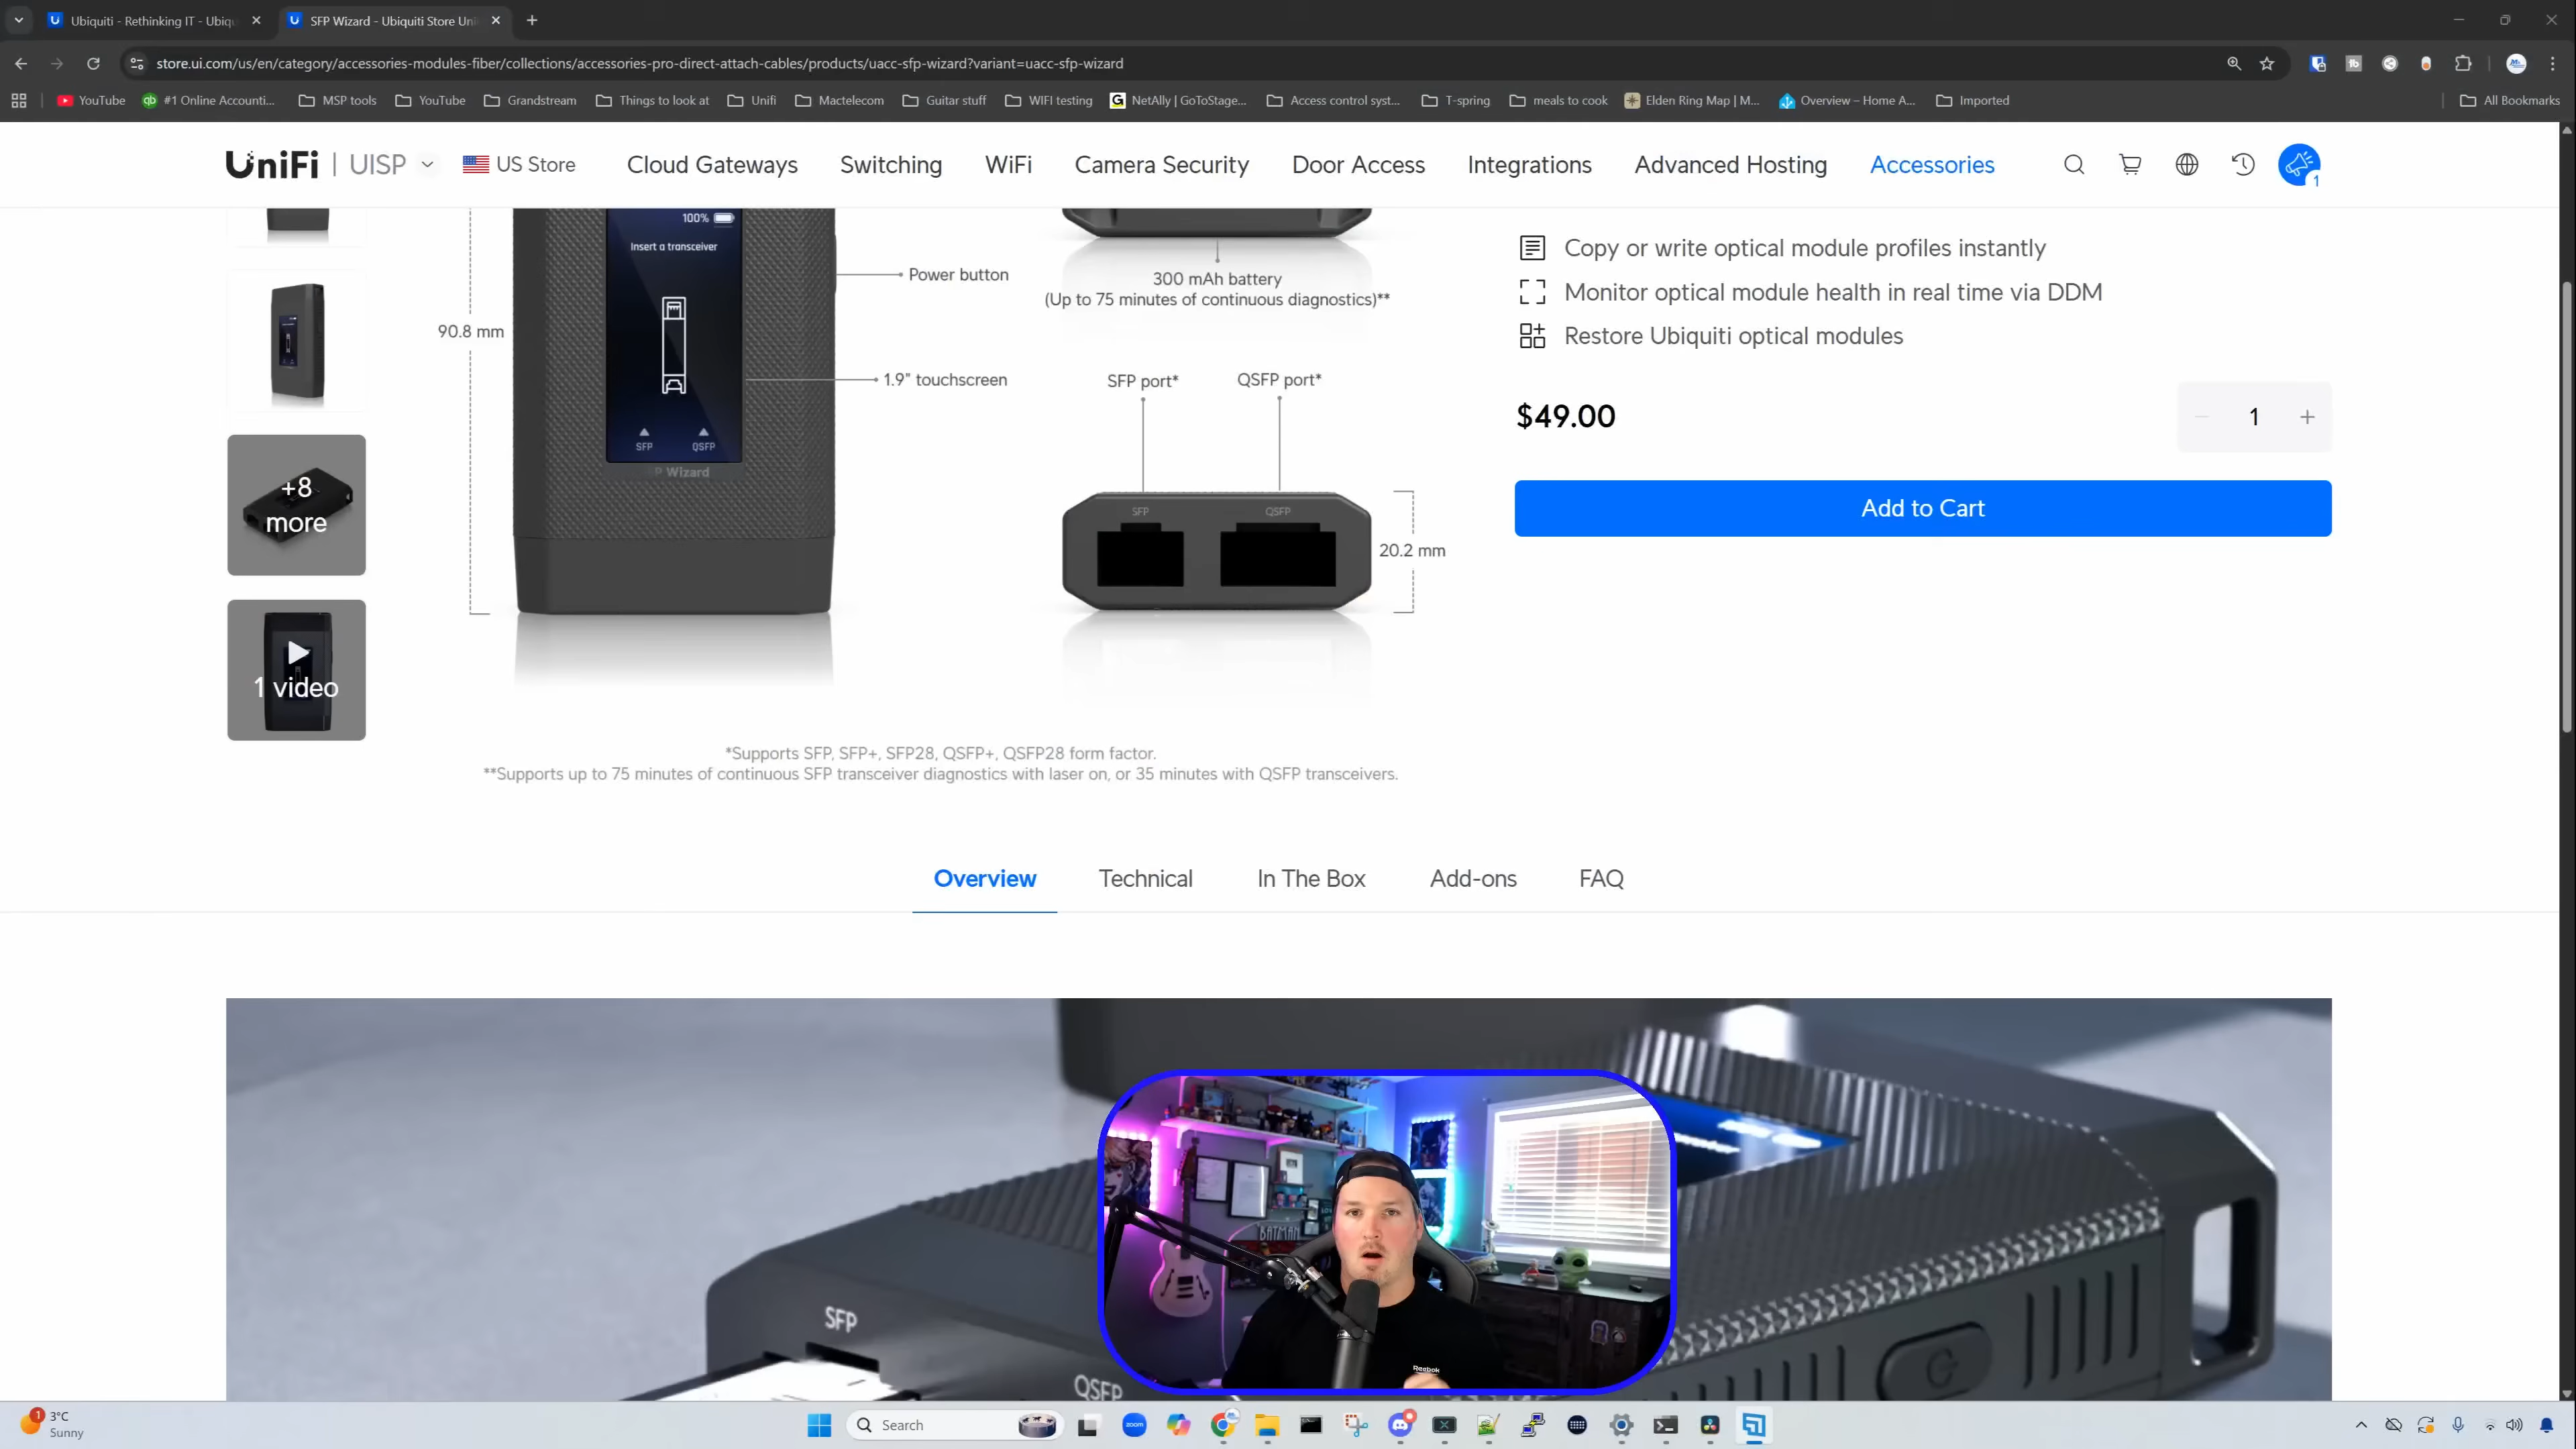 Ubiquiti - Rethinking IT - Ubiqu
SFP Wizard - Ubiquiti Store Uni
store.ui.com/us/en/category/accessories-modules-fiber/collections/accessories-pro-direct-attach-cables/products/uacc-sfp-wizard?variant=uacc-sfp-wizard
YouTube
#1 Online Accounti...
MSP tools
YouTube
Grandstream
Things to look at
Unifi
Mactelecom
Guitar stuff
WIFI testing
NetAlly | GoToStage...
Access control syst...
T-spring
meals to cook
Elden Ring Map | M...
Overview – Home A...
Imported
All Bookmarks
UniFi | UISP
US Store
Cloud Gateways
Switching
WiFi
Camera Security
Door Access
Integrations
Advanced Hosting
Accessories
1
100%
Insert a transceiver
SFP
QSFP
Wizard
90.8 mm
Power button
1.9" touchscreen
300 mAh battery
(Up to 75 minutes of continuous diagnostics)**
SFP port*
QSFP port*
SFP
QSFP
20.2 mm
+8
more
1 video
*Supports SFP, SFP+, SFP28, QSFP+, QSFP28 form factor.
**Supports up to 75 minutes of continuous SFP transceiver diagnostics with laser on, or 35 minutes with QSFP transceivers.
Copy or write optical module profiles instantly
Monitor optical module health in real time via DDM
Restore Ubiquiti optical modules
$49.00
1
Add to Cart
Overview
Technical
In The Box
Add-ons
FAQ
SFP
QSFP
BATMAN
Reebok
1
3°C
Sunny
Search
zoom